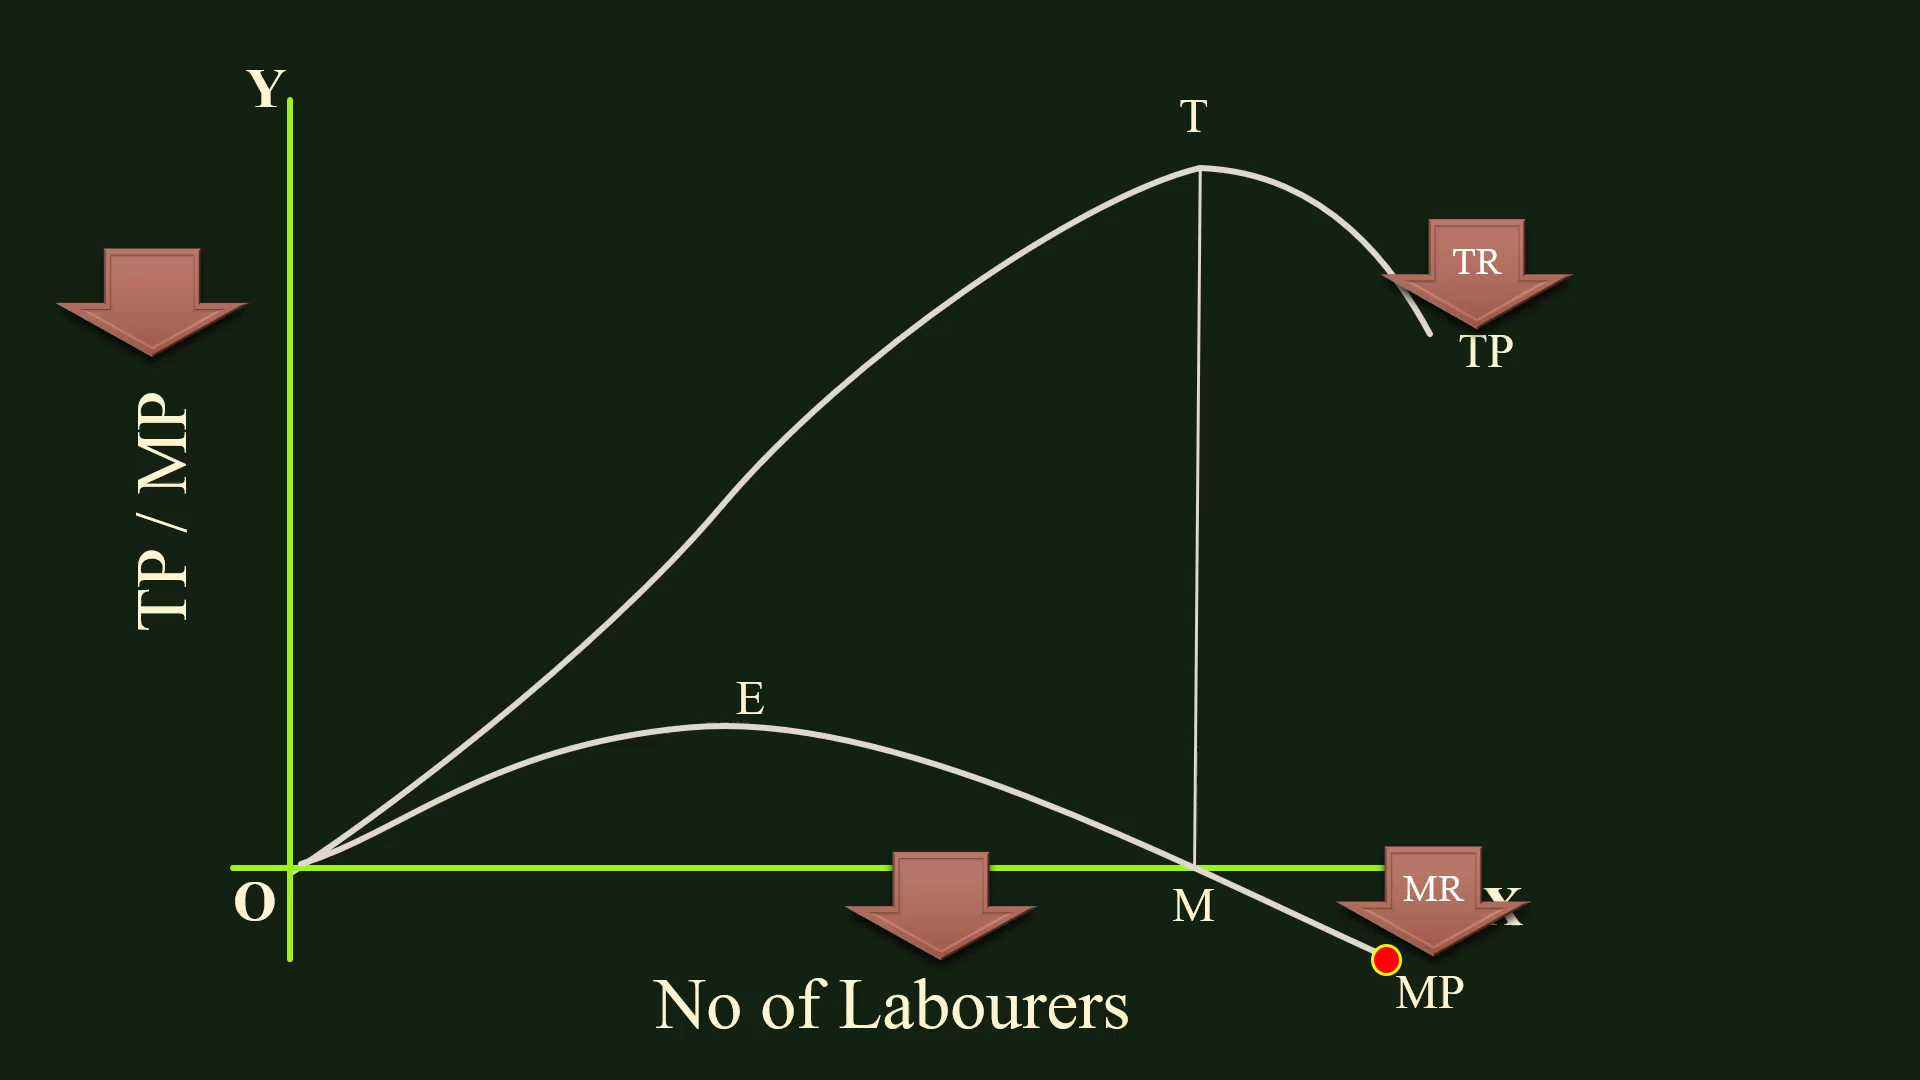 Y
T
TR
TP
TP / MP
E
O
M
MR
X
MP
No of Labourers